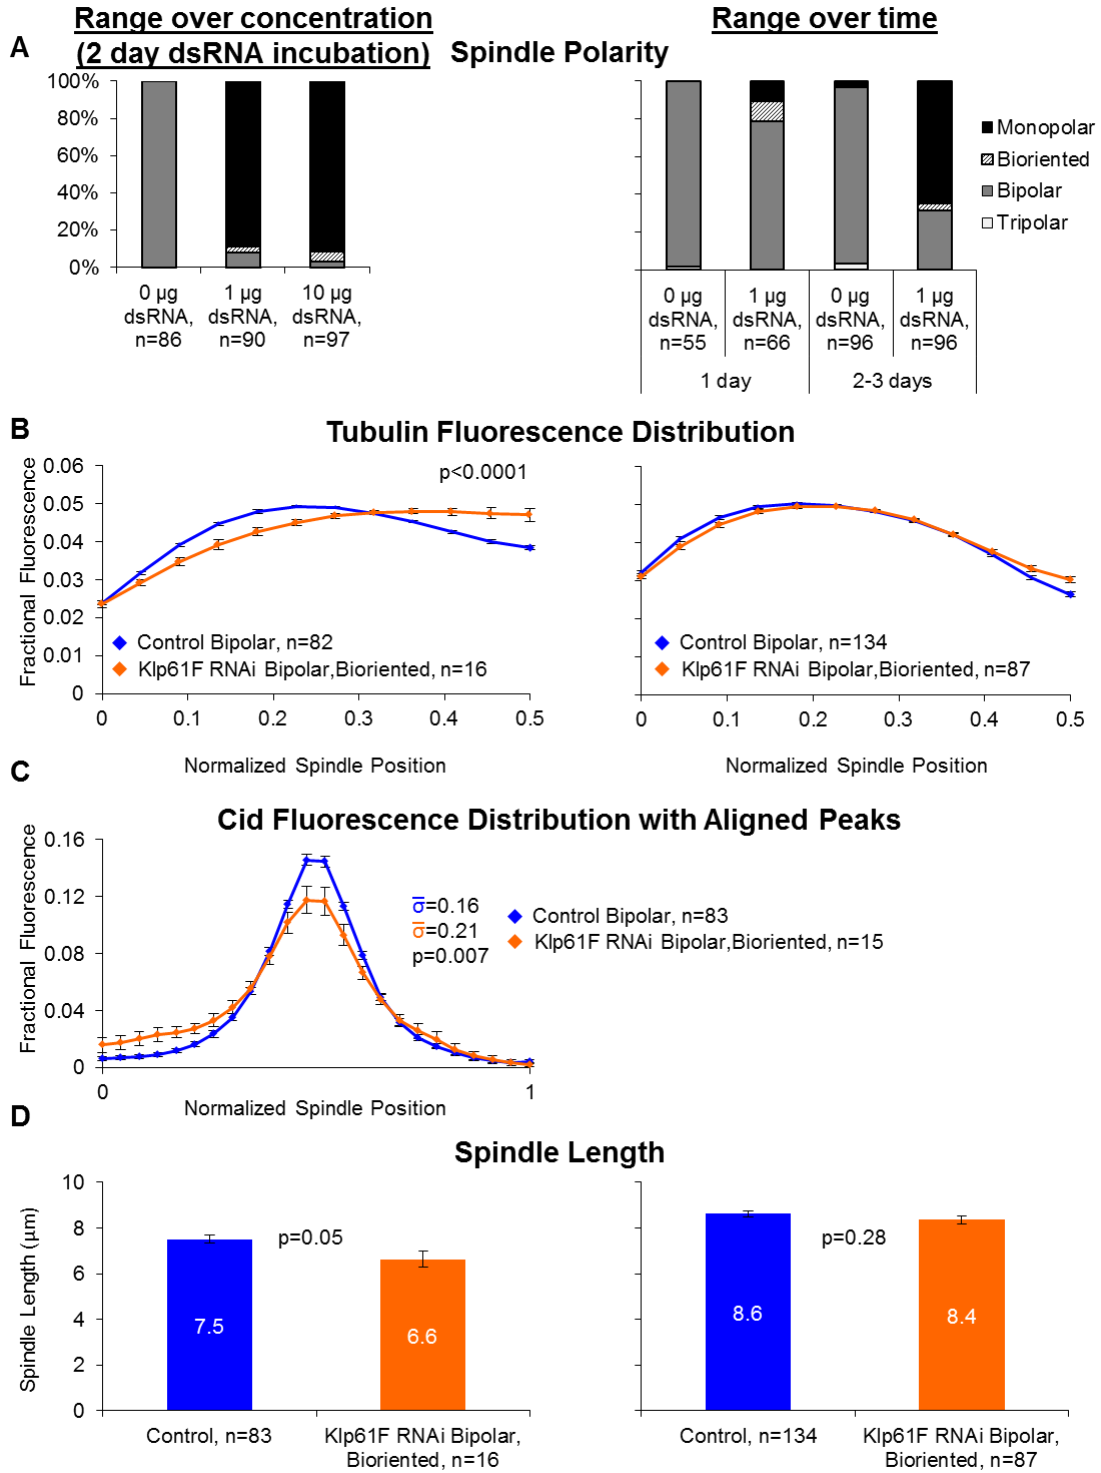 Range over concentration
(2 day dsRNA incubation)
Range over time
A
Spindle Polarity
100%
80%
60%
40%
20%
0%
0 µg
dsRNA,
n=86
1 µg
dsRNA,
n=90
10 µg
dsRNA,
n=97
0 µg
dsRNA,
n=55
1 µg
dsRNA,
n=66
0 µg
dsRNA,
n=96
1 µg
dsRNA,
n=96
1 day
2-3 days
Monopolar
Bioriented
Bipolar
Tripolar
B
Tubulin Fluorescence Distribution
Fractional Fluorescence
0.06
0.05
0.04
0.03
0.02
0.01
0
p<0.0001
Control Bipolar, n=82
Klp61F RNAi Bipolar,Bioriented, n=16
0
0.1
0.2
0.3
0.4
0.5
Normalized Spindle Position
Control Bipolar, n=134
Klp61F RNAi Bipolar,Bioriented, n=87
0
0.1
0.2
0.3
0.4
0.5
Normalized Spindle Position
C
Cid Fluorescence Distribution with Aligned Peaks
Fractional Fluorescence
0.16
0.12
0.08
0.04
0
σ̅=0.16
σ̅=0.21
p=0.007
Control Bipolar, n=83
Klp61F RNAi Bipolar,Bioriented, n=15
0
1
Normalized Spindle Position
D
Spindle Length
Spindle Length (µm)
10
8
6
4
2
0
p=0.05
7.5
6.6
Control, n=83
Klp61F RNAi Bipolar,
Bioriented, n=16
p=0.28
8.6
8.4
Control, n=134
Klp61F RNAi Bipolar,
Bioriented, n=87